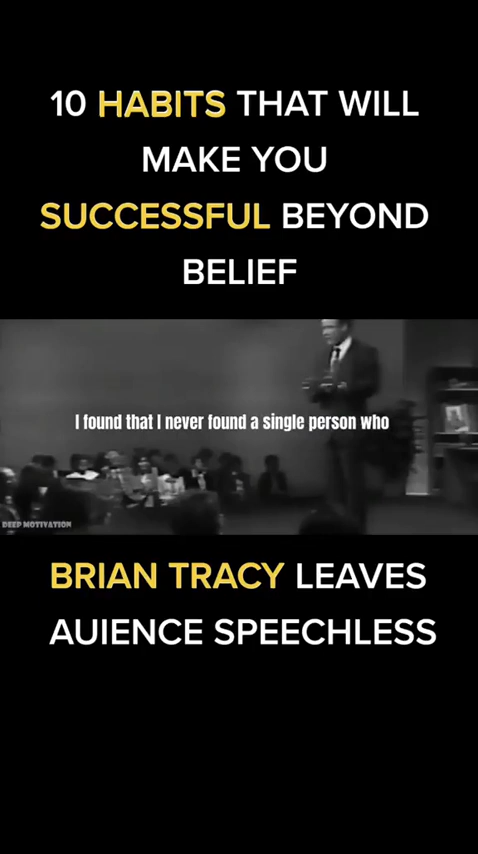 10 HABITS THAT WILL
MAKE YOU
SUCCESSFUL BEYOND
BELIEF
I found that I never found a single person who
DEEP MOTIVATION
BRIAN TRACY LEAVES
AUIENCE SPEECHLESS